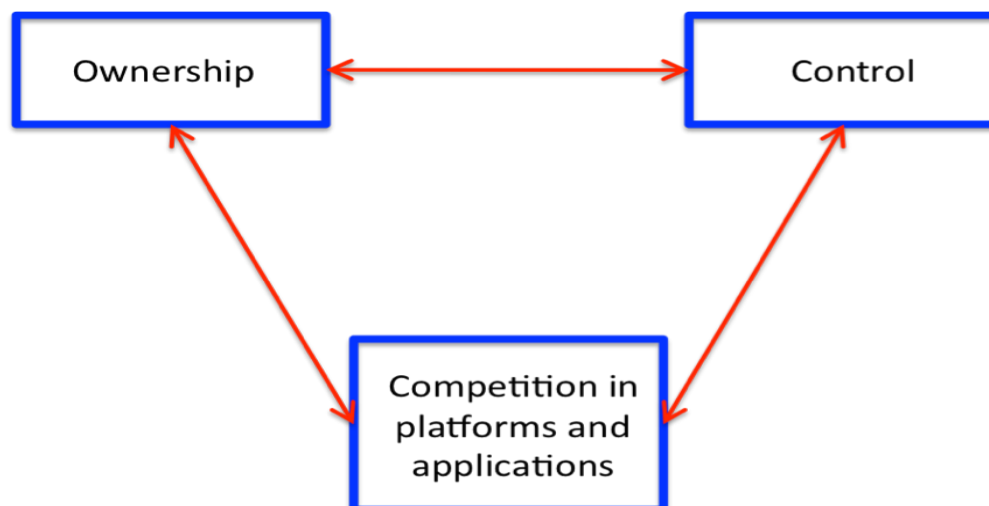 Ownership
Control
Competition in
platforms and
applications